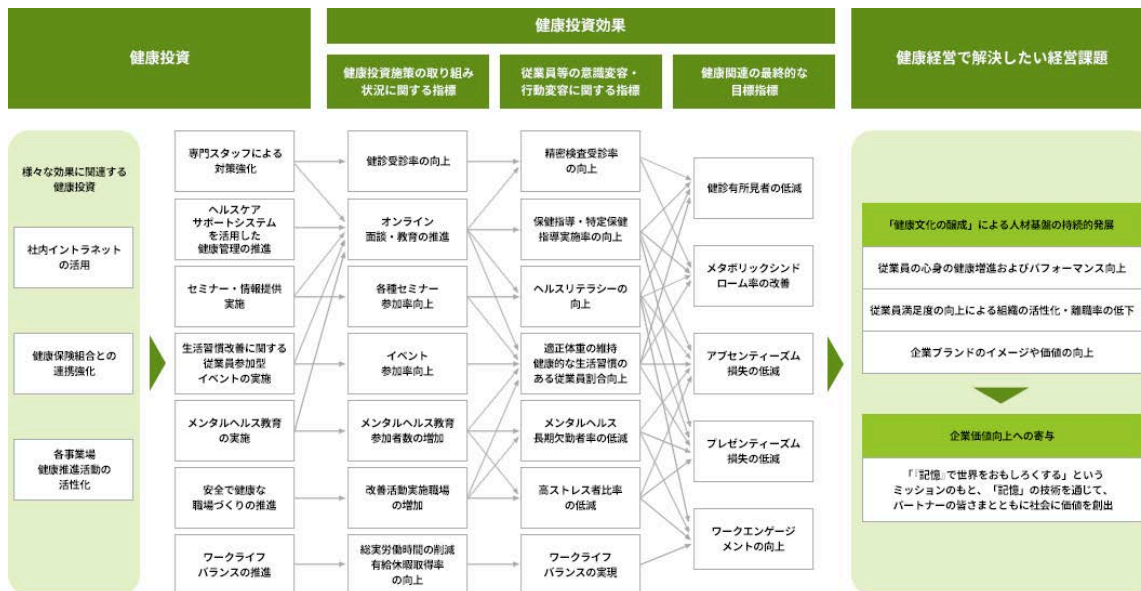 健康投資
健康投資効果
健康投資施策の取り組み
状況に関する指標
従業員等の意識変容・
行動変容に関する指標
健康関連の最終的な
目標指標
健康経営で解決したい経営課題
様々な効果に関連する
健康投資
社内イントラネット
の活用
健康保険組合との
連携強化
各事業場
健康推進活動の
活性化
専門スタッフによる
対策強化
ヘルスケア
サポートシステム
を活用した
健康管理の推進
セミナー・情報提供
実施
生活習慣改善に関する
従業員参加型
イベントの実施
メンタルヘルス教育
の実施
安全で健康な
職場づくりの推進
ワークライフ
バランスの推進
健診受診率の向上
オンライン
面談・教育の推進
各種セミナー
参加率向上
イベント
参加率向上
メンタルヘルス教育
参加者数の増加
改善活動実施職場
の増加
総実労働時間の削減
有給休暇取得率
の向上
精密検査受診率
の向上
保健指導・特定保健
指導実施率の向上
ヘルスリテラシーの
向上
適正体重の維持
健康的な生活習慣の
ある従業員割合向上
メンタルヘルス
長期欠勤者率の低減
高ストレス者比率
の低減
ワークライフ
バランスの実現
健診有所見者の低減
メタボリックシンド
ローム率の改善
アブセンティーズム
損失の低減
プレゼンティーズム
損失の低減
ワークエンゲージ
メントの向上
「健康文化の醸成」による人材基盤の持続的発展
従業員の心身の健康増進およびパフォーマンス向上
従業員満足度の向上による組織の活性化・離職率の低下
企業ブランドのイメージや価値の向上
企業価値向上への寄与
「『記憶』で世界をおもしろくする」という
ミッションのもと、「記憶」の技術を通じて、
パートナーの皆さまとともに社会に価値を創出